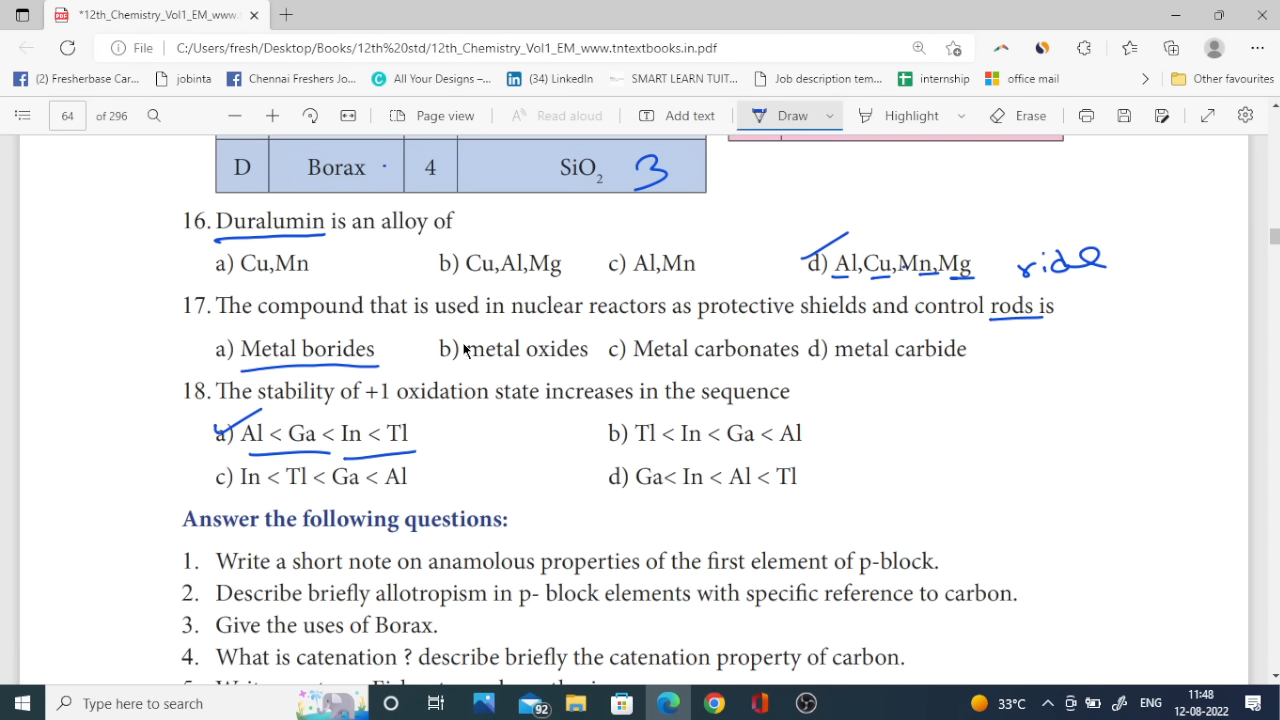 *12th_Chemistry_Vol1_EM_www.
File C:/Users/fresh/Desktop/Books/12th%20std/12th_Chemistry_Vol1_EM_www.tntextbooks.in.pdf
(2) Fresherbase Car... jobinta Chennai Freshers Jo... All Your Designs –... (34) LinkedIn SMART LEARN TUIT... Job description tem... internship office mail Other favourites
64 of 296 Page view Read aloud Add text Draw Highlight Erase
D Borax 4 SiO₂ 3
16. Duralumin is an alloy of
a) Cu,Mn b) Cu,Al,Mg c) Al,Mn d) Al,Cu,Mn,Mg
17. The compound that is used in nuclear reactors as protective shields and control rods is
a) Metal borides b) metal oxides c) Metal carbonates d) metal carbide
18. The stability of +1 oxidation state increases in the sequence
a) Al < Ga < In < Tl b) Tl < In < Ga < Al
c) In < Tl < Ga < Al d) Ga< In < Al < Tl
Answer the following questions:
1. Write a short note on anamolous properties of the first element of p-block.
2. Describe briefly allotropism in p- block elements with specific reference to carbon.
3. Give the uses of Borax.
4. What is catenation ? describe briefly the catenation property of carbon.
Type here to search 92 33°C ENG 11:48
12-08-2022